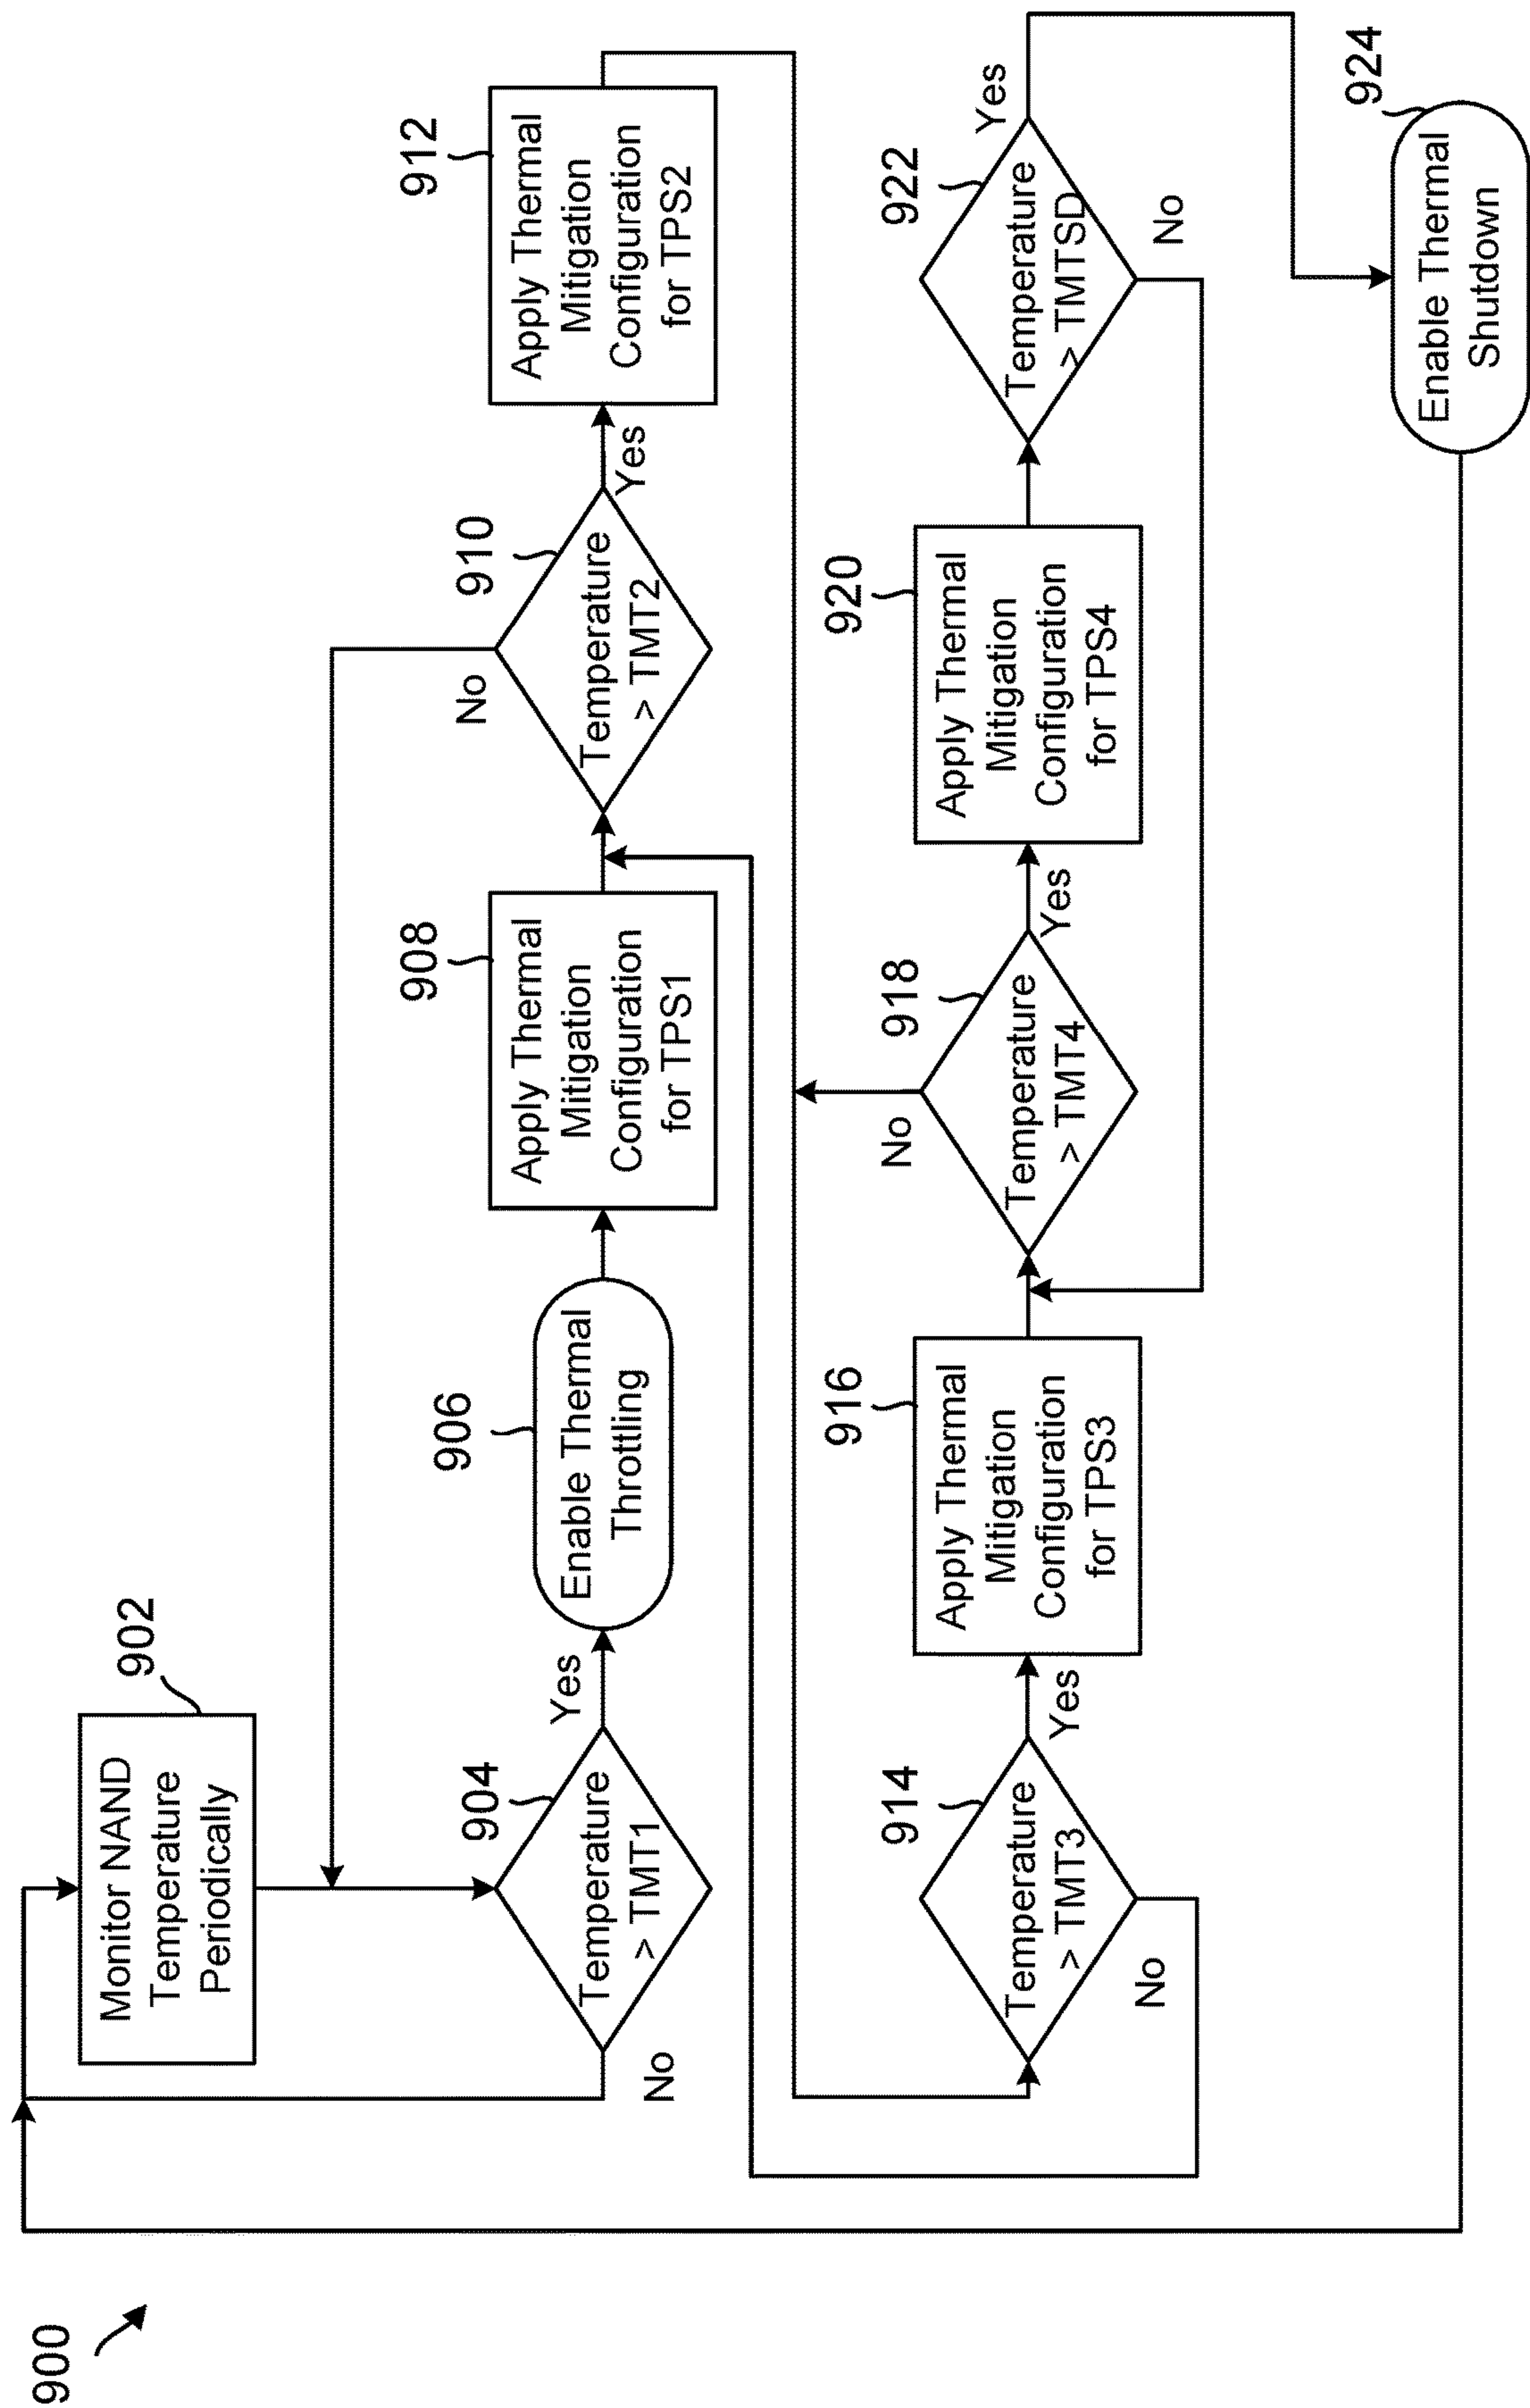 900
902
Monitor NAND
Temperature
Periodically
904
Temperature
> TMT1
No
Yes
906
Enable Thermal
Throttling
908
Apply Thermal
Mitigation
Configuration
for TPS1
910
Temperature
> TMT2
No
Yes
912
Apply Thermal
Mitigation
Configuration
for TPS2
914
Temperature
> TMT3
No
Yes
916
Apply Thermal
Mitigation
Configuration
for TPS3
918
Temperature
> TMT4
No
Yes
920
Apply Thermal
Mitigation
Configuration
for TPS4
922
Temperature
> TMTSD
Yes
No
924
Enable Thermal
Shutdown